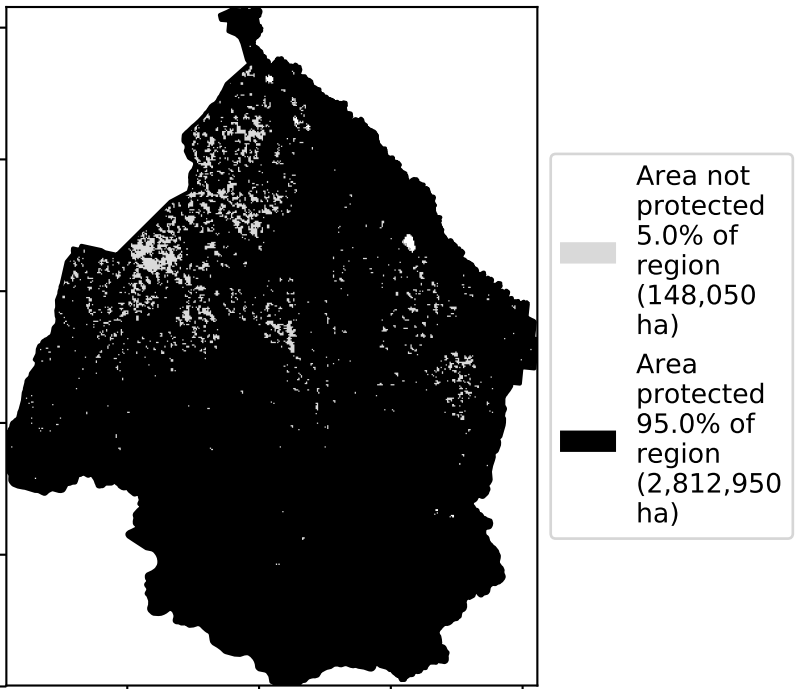 Area not
protected
5.0% of
region
(148,050
ha)
Area
protected
95.0% of
region
(2,812,950
ha)